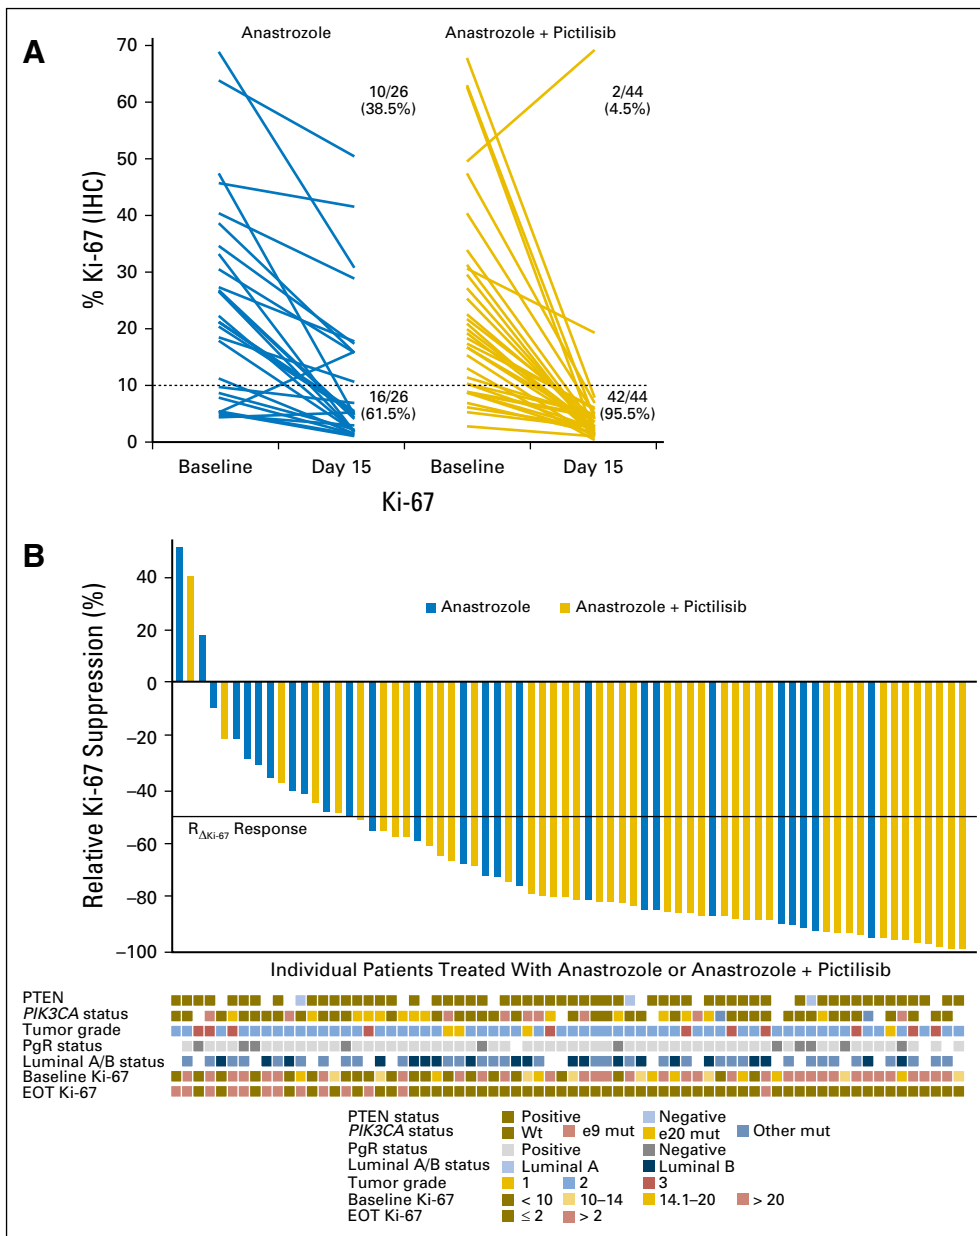 A
Anastrozole
Anastrozole + Pictilisib
% Ki-67 (IHC)
70
60
50
40
30
20
10
0
10/26
(38.5%)
2/44
(4.5%)
16/26
(61.5%)
42/44
(95.5%)
Baseline
Day 15
Baseline
Day 15
Ki-67
B
Relative Ki-67 Suppression (%)
40
20
0
−20
−40
−60
−80
−100
Anastrozole
Anastrozole + Pictilisib
RΔKi-67 Response
Individual Patients Treated With Anastrozole or Anastrozole + Pictilisib
PTEN
PIK3CA status
Tumor grade
PgR status
Luminal A/B status
Baseline Ki-67
EOT Ki-67
PTEN status Positive Negative
PIK3CA status Wt e9 mut e20 mut Other mut
PgR status Positive Negative
Luminal A/B status Luminal A Luminal B
Tumor grade 1 2 3
Baseline Ki-67 < 10 10–14 14.1–20 > 20
EOT Ki-67 ≤ 2 > 2